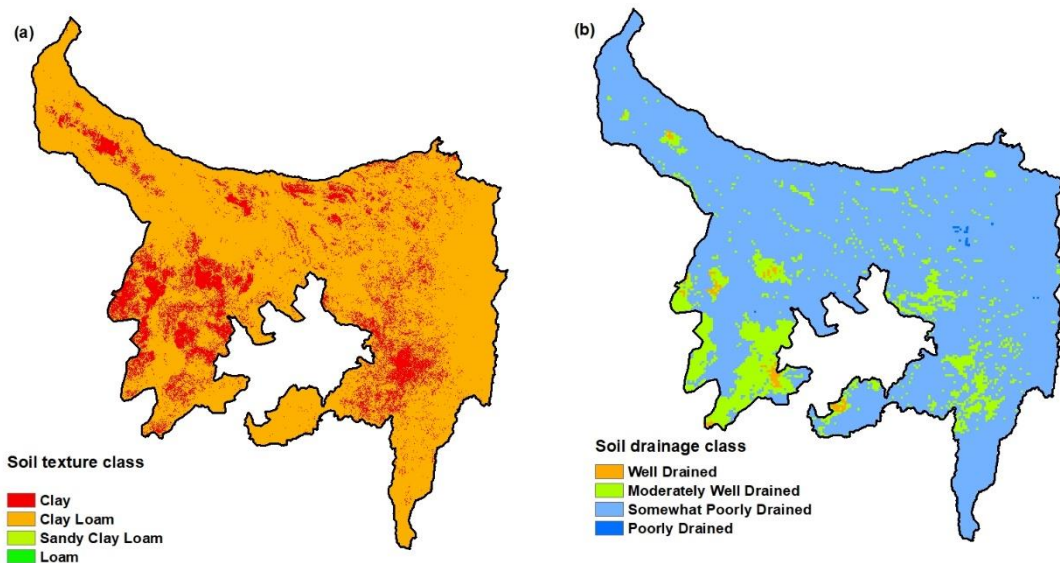 (a)
Soil texture class
Clay
Clay Loam
Sandy Clay Loam
Loam
(b)
Soil drainage class
Well Drained
Moderately Well Drained
Somewhat Poorly Drained
Poorly Drained